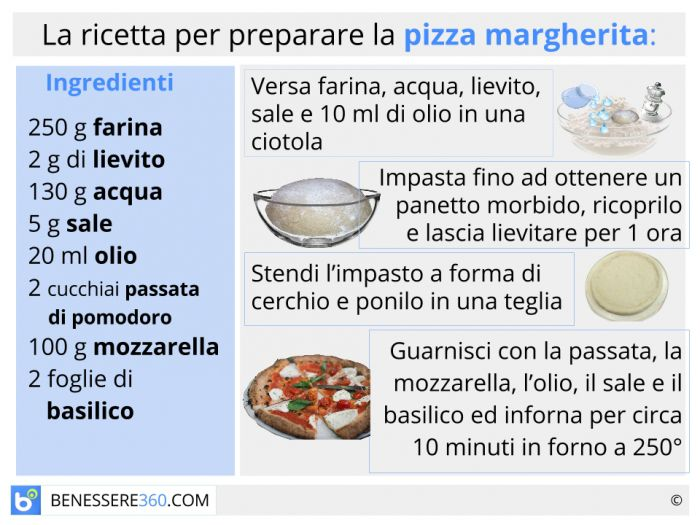 La ricetta per preparare la pizza margherita:
Ingredienti
250 g farina
2 g di lievito
130 g acqua
5 g sale
20 ml olio
2 cucchiai passata
di pomodoro
100 g mozzarella
2 foglie di
basilico
Versa farina, acqua, lievito,
sale e 10 ml di olio in una
ciotola
Impasta fino ad ottenere un
panetto morbido, ricoprilo
e lascia lievitare per 1 ora
Stendi l'impasto a forma di
cerchio e ponilo in una teglia
Guarnisci con la passata, la
mozzarella, l'olio, il sale e il
basilico ed inforna per circa
10 minuti in forno a 250°
b BENESSERE360.COM ©